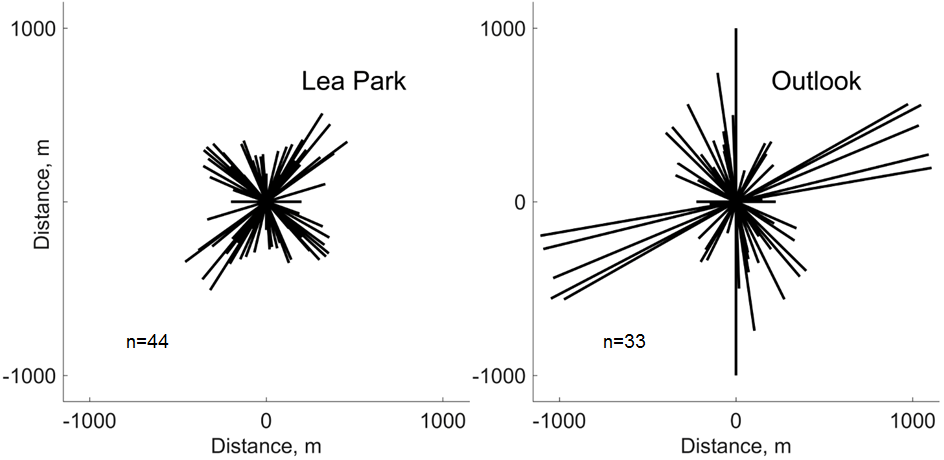 1000
Lea Park
0
Distance, m
n=44
-1000
-1000
0
1000
Distance, m
1000
Outlook
0
n=33
-1000
-1000
0
1000
Distance, m